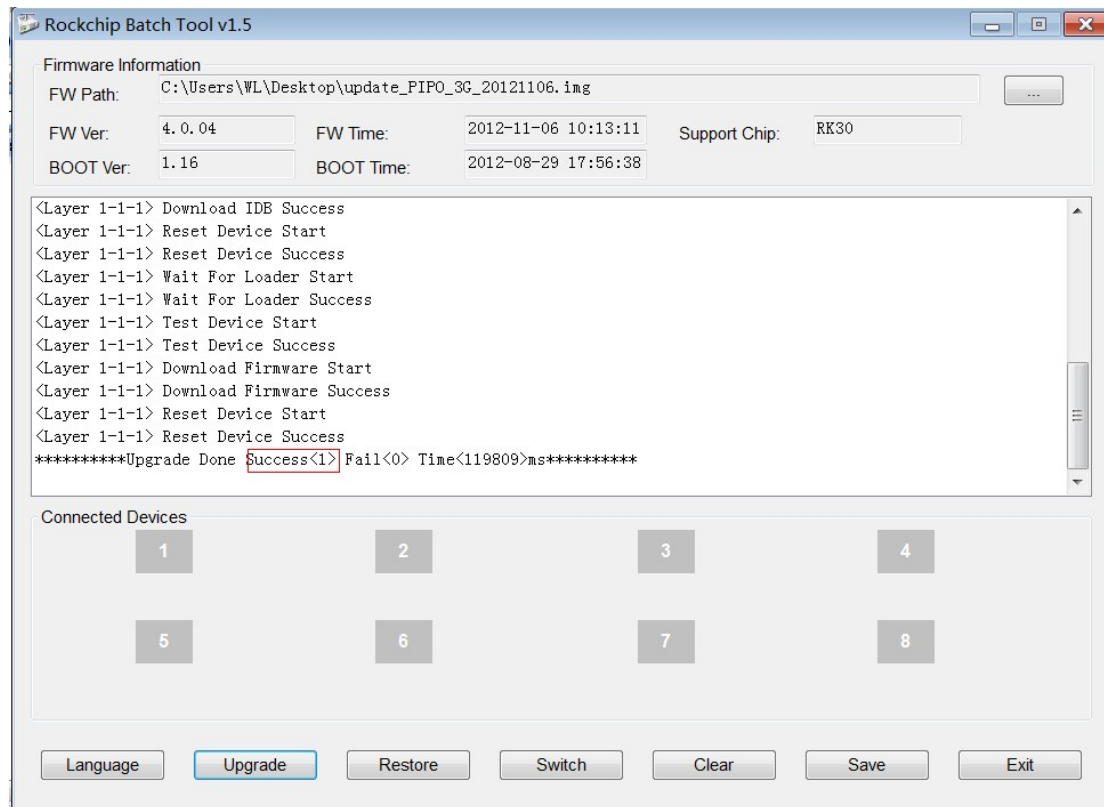 Rockchip Batch Tool v1.5
Firmware Information
FW Path: C:\Users\WL\Desktop\update_PIPO_3G_20121106.img ...
FW Ver: 4.0.04 FW Time: 2012-11-06 10:13:11 Support Chip: RK30
BOOT Ver: 1.16 BOOT Time: 2012-08-29 17:56:38
<Layer 1-1-1> Download IDB Success
<Layer 1-1-1> Reset Device Start
<Layer 1-1-1> Reset Device Success
<Layer 1-1-1> Wait For Loader Start
<Layer 1-1-1> Wait For Loader Success
<Layer 1-1-1> Test Device Start
<Layer 1-1-1> Test Device Success
<Layer 1-1-1> Download Firmware Start
<Layer 1-1-1> Download Firmware Success
<Layer 1-1-1> Reset Device Start
<Layer 1-1-1> Reset Device Success
**********Upgrade Done Success<1> Fail<0> Time<119809>ms**********
Connected Devices
1 2 3 4
5 6 7 8
Language Upgrade Restore Switch Clear Save Exit